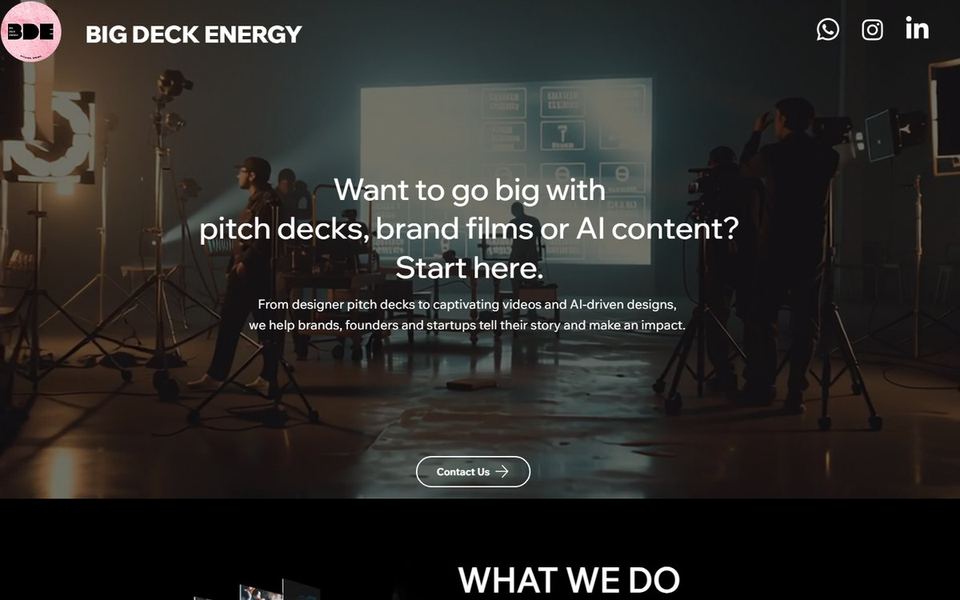 BDE
BIG DECK ENERGY
Want to go big with
pitch decks, brand films or AI content?
Start here.
From designer pitch decks to captivating videos and AI-driven designs,
we help brands, founders and startups tell their story and make an impact.
Contact Us
WHAT WE DO